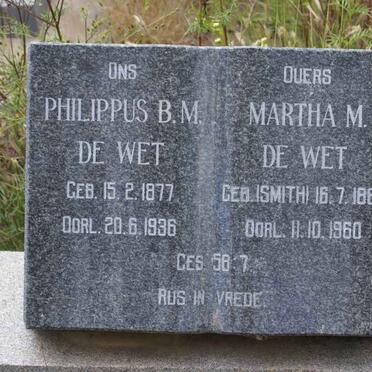 ONS OUERS
PHILIPPUS B.M. MARTHA M.
DE WET DE WET
GEB. 15.2.1877 GEB. (SMITH) 16.7.
OORL. 20.6.1936 OORL. 11.10.1960
GES 58 7
RUS IN VREDE.